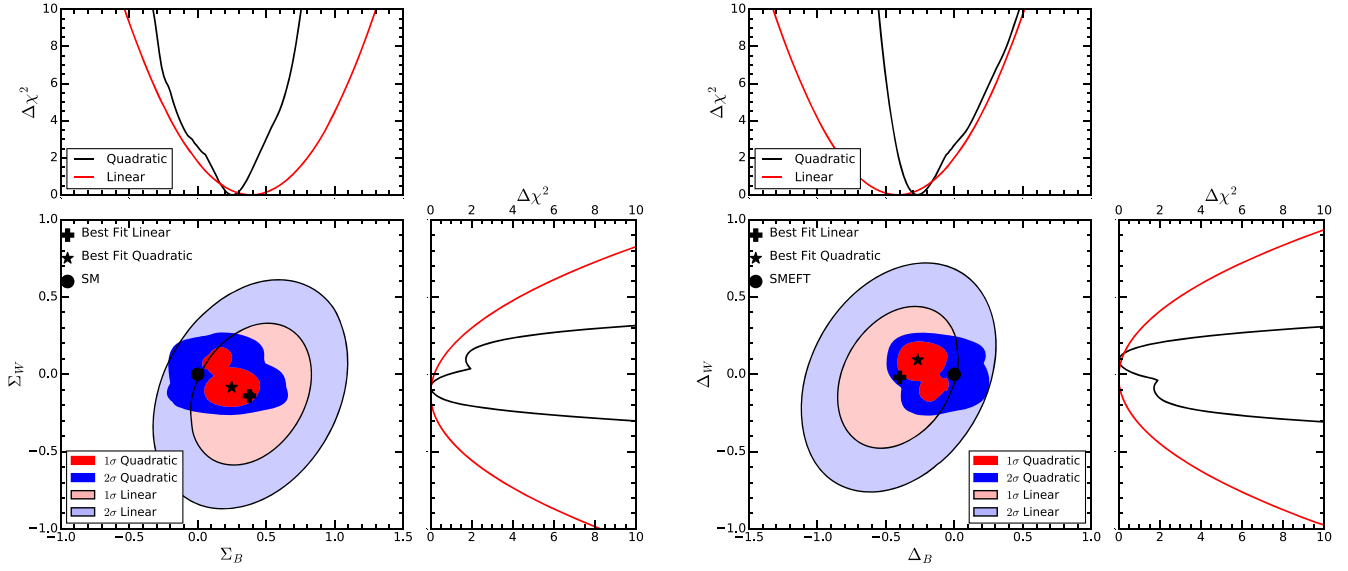 10
8
6
4
2
0
Δχ²
Quadratic
Linear
Δχ²
0 2 4 6 8 10
1.0
0.5
0.0
−0.5
−1.0
Σ_W
Best Fit Linear
Best Fit Quadratic
SM
1σ Quadratic
2σ Quadratic
1σ Linear
2σ Linear
−1.0 −0.5 0.0 0.5 1.0 1.5
Σ_B
0 2 4 6 8 10
10
8
6
4
2
0
Δχ²
Quadratic
Linear
Δχ²
0 2 4 6 8 10
1.0
0.5
0.0
−0.5
−1.0
Δ_W
Best Fit Linear
Best Fit Quadratic
SMEFT
1σ Quadratic
2σ Quadratic
1σ Linear
2σ Linear
−1.5 −1.0 −0.5 0.0 0.5 1.0
Δ_B
0 2 4 6 8 10